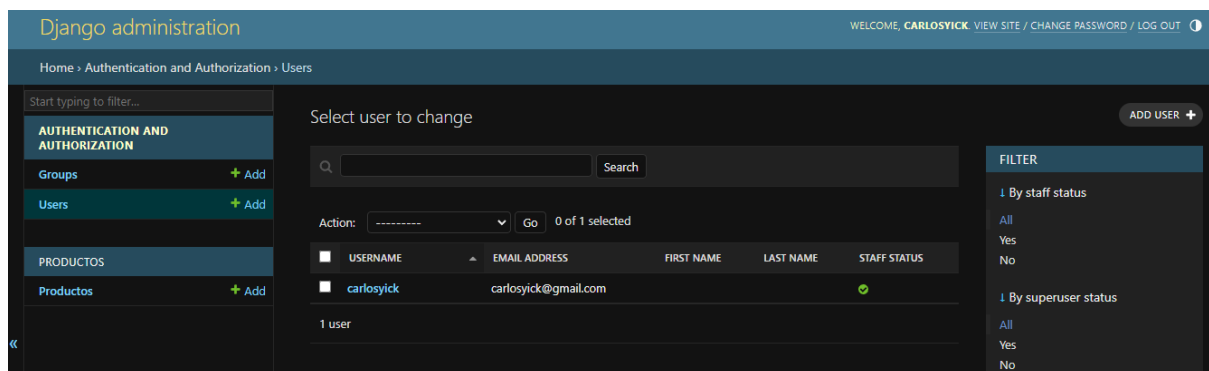 Django administration
WELCOME, CARLOSYICK. VIEW SITE / CHANGE PASSWORD / LOG OUT
Home › Authentication and Authorization › Users
Start typing to filter...
AUTHENTICATION AND
AUTHORIZATION
Groups + Add
Users + Add
PRODUCTOS
Productos + Add
«
Select user to change
ADD USER +
Search
Action: --------- Go 0 of 1 selected
USERNAME EMAIL ADDRESS FIRST NAME LAST NAME STAFF STATUS
carlosyick carlosyick@gmail.com
1 user
FILTER
↓ By staff status
All
Yes
No
↓ By superuser status
All
Yes
No